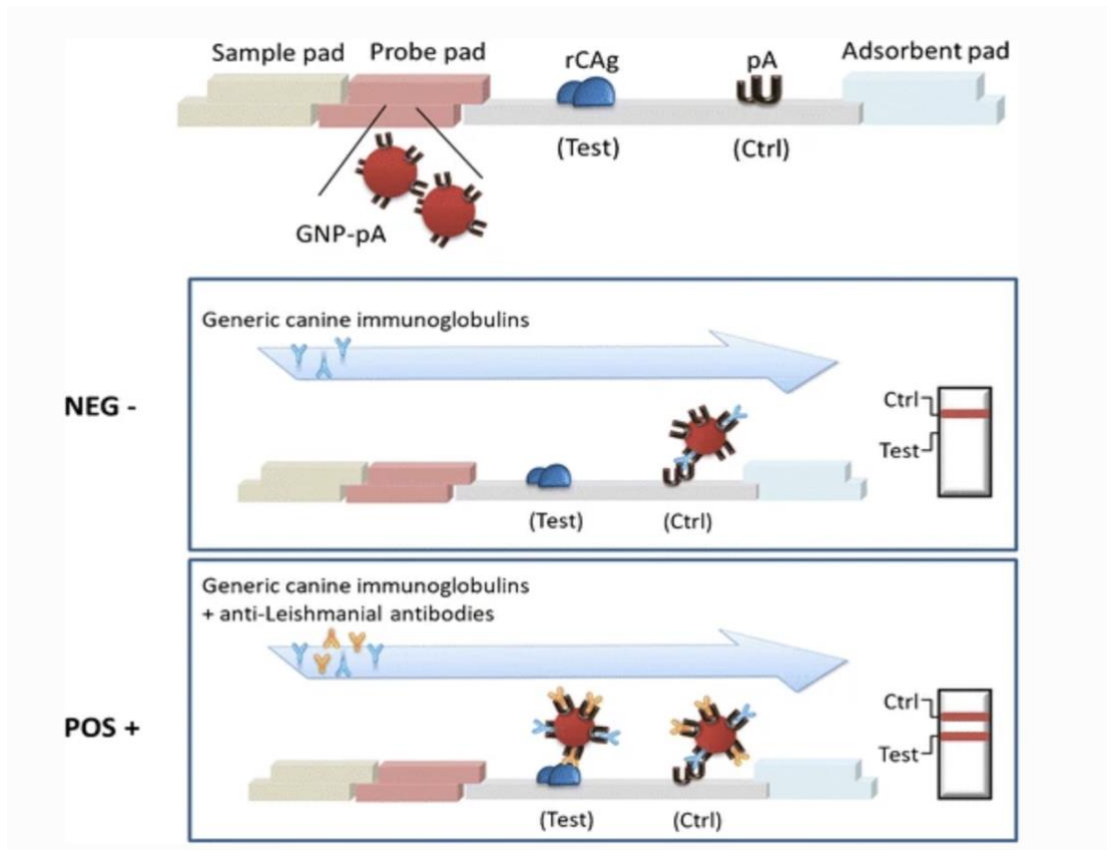 Sample pad
Probe pad
rCAg
pA
Adsorbent pad
(Test)
(Ctrl)
GNP-pA
NEG -
Generic canine immunoglobulins
(Test)
(Ctrl)
Ctrl
Test
POS +
Generic canine immunoglobulins
+ anti-Leishmanial antibodies
(Test)
(Ctrl)
Ctrl
Test